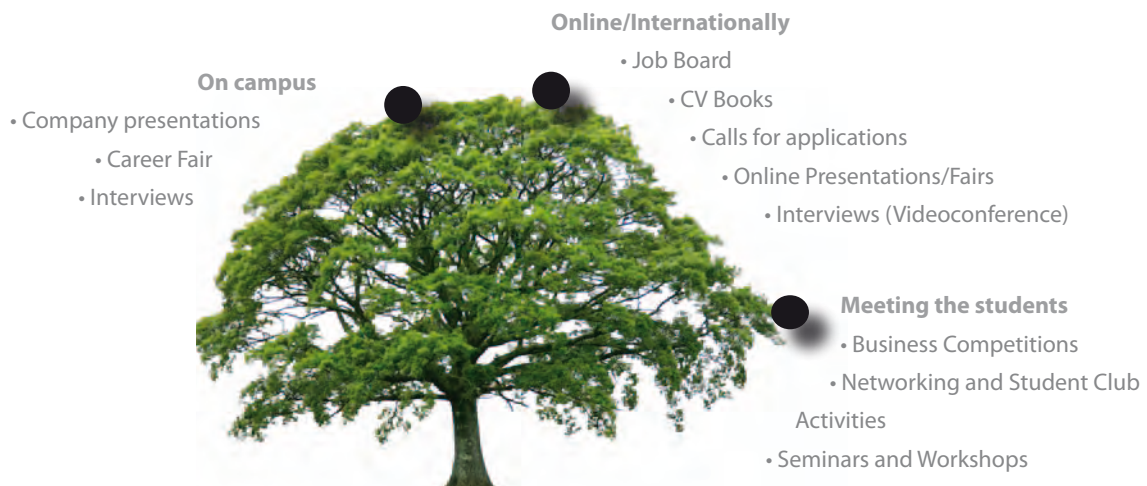 On campus
• Company presentations
• Career Fair
• Interviews
Online/Internationally
• Job Board
• CV Books
• Calls for applications
• Online Presentations/Fairs
• Interviews (Videoconference)
Meeting the students
• Business Competitions
• Networking and Student Club
Activities
• Seminars and Workshops